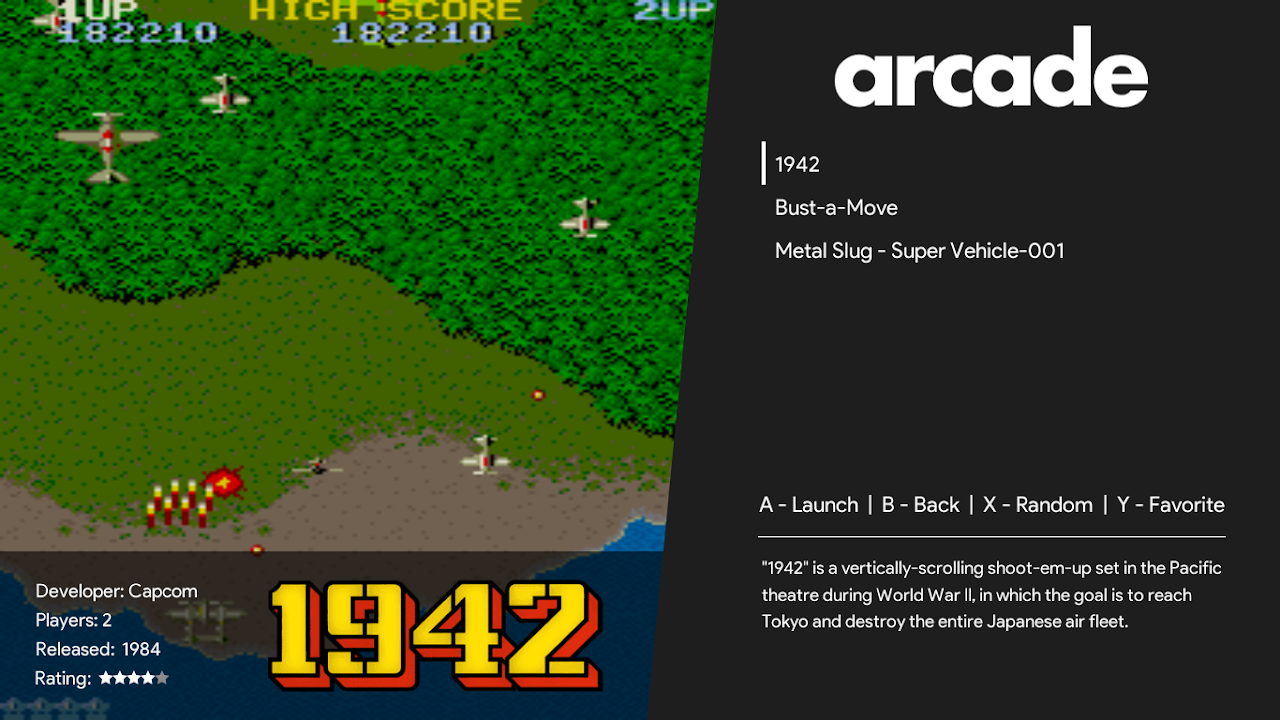 1UP HIGH SCORE 2UP
182210 182210
arcade
1942
Bust-a-Move
Metal Slug - Super Vehicle-001
A - Launch | B - Back | X - Random | Y - Favorite
"1942" is a vertically-scrolling shoot-em-up set in the Pacific
theatre during World War II, in which the goal is to reach
Tokyo and destroy the entire Japanese air fleet.
Developer: Capcom
Players: 2
Released: 1984
Rating:
1942